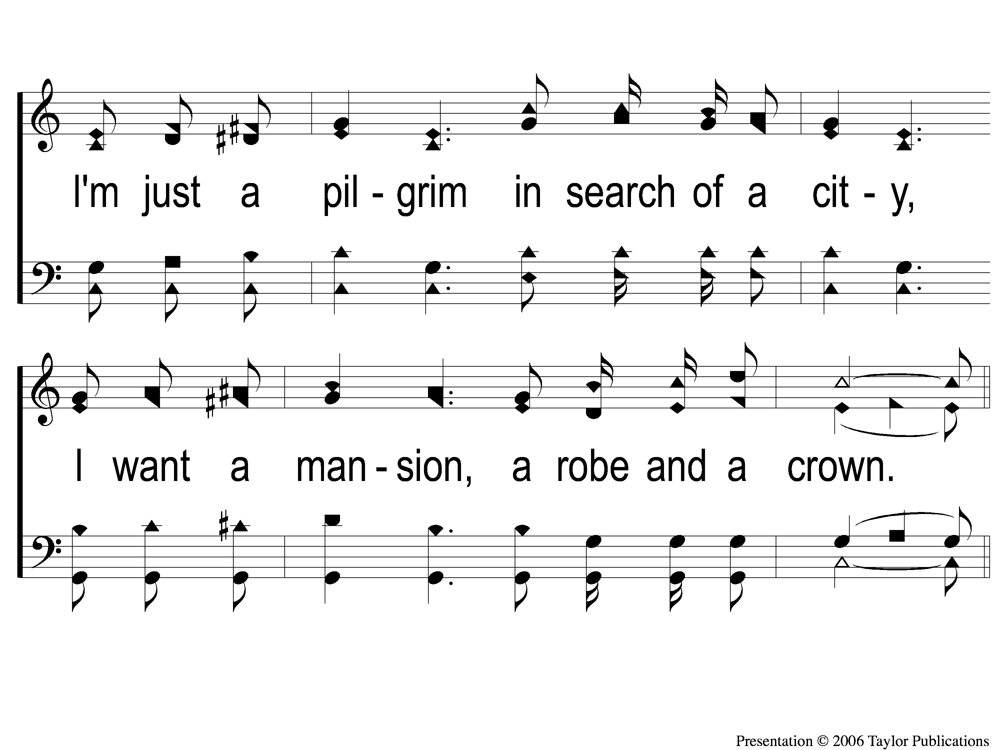 I'm just a pil - grim in search of a cit - y,
I want a man - sion, a robe and a crown.
Presentation © 2006 Taylor Publications